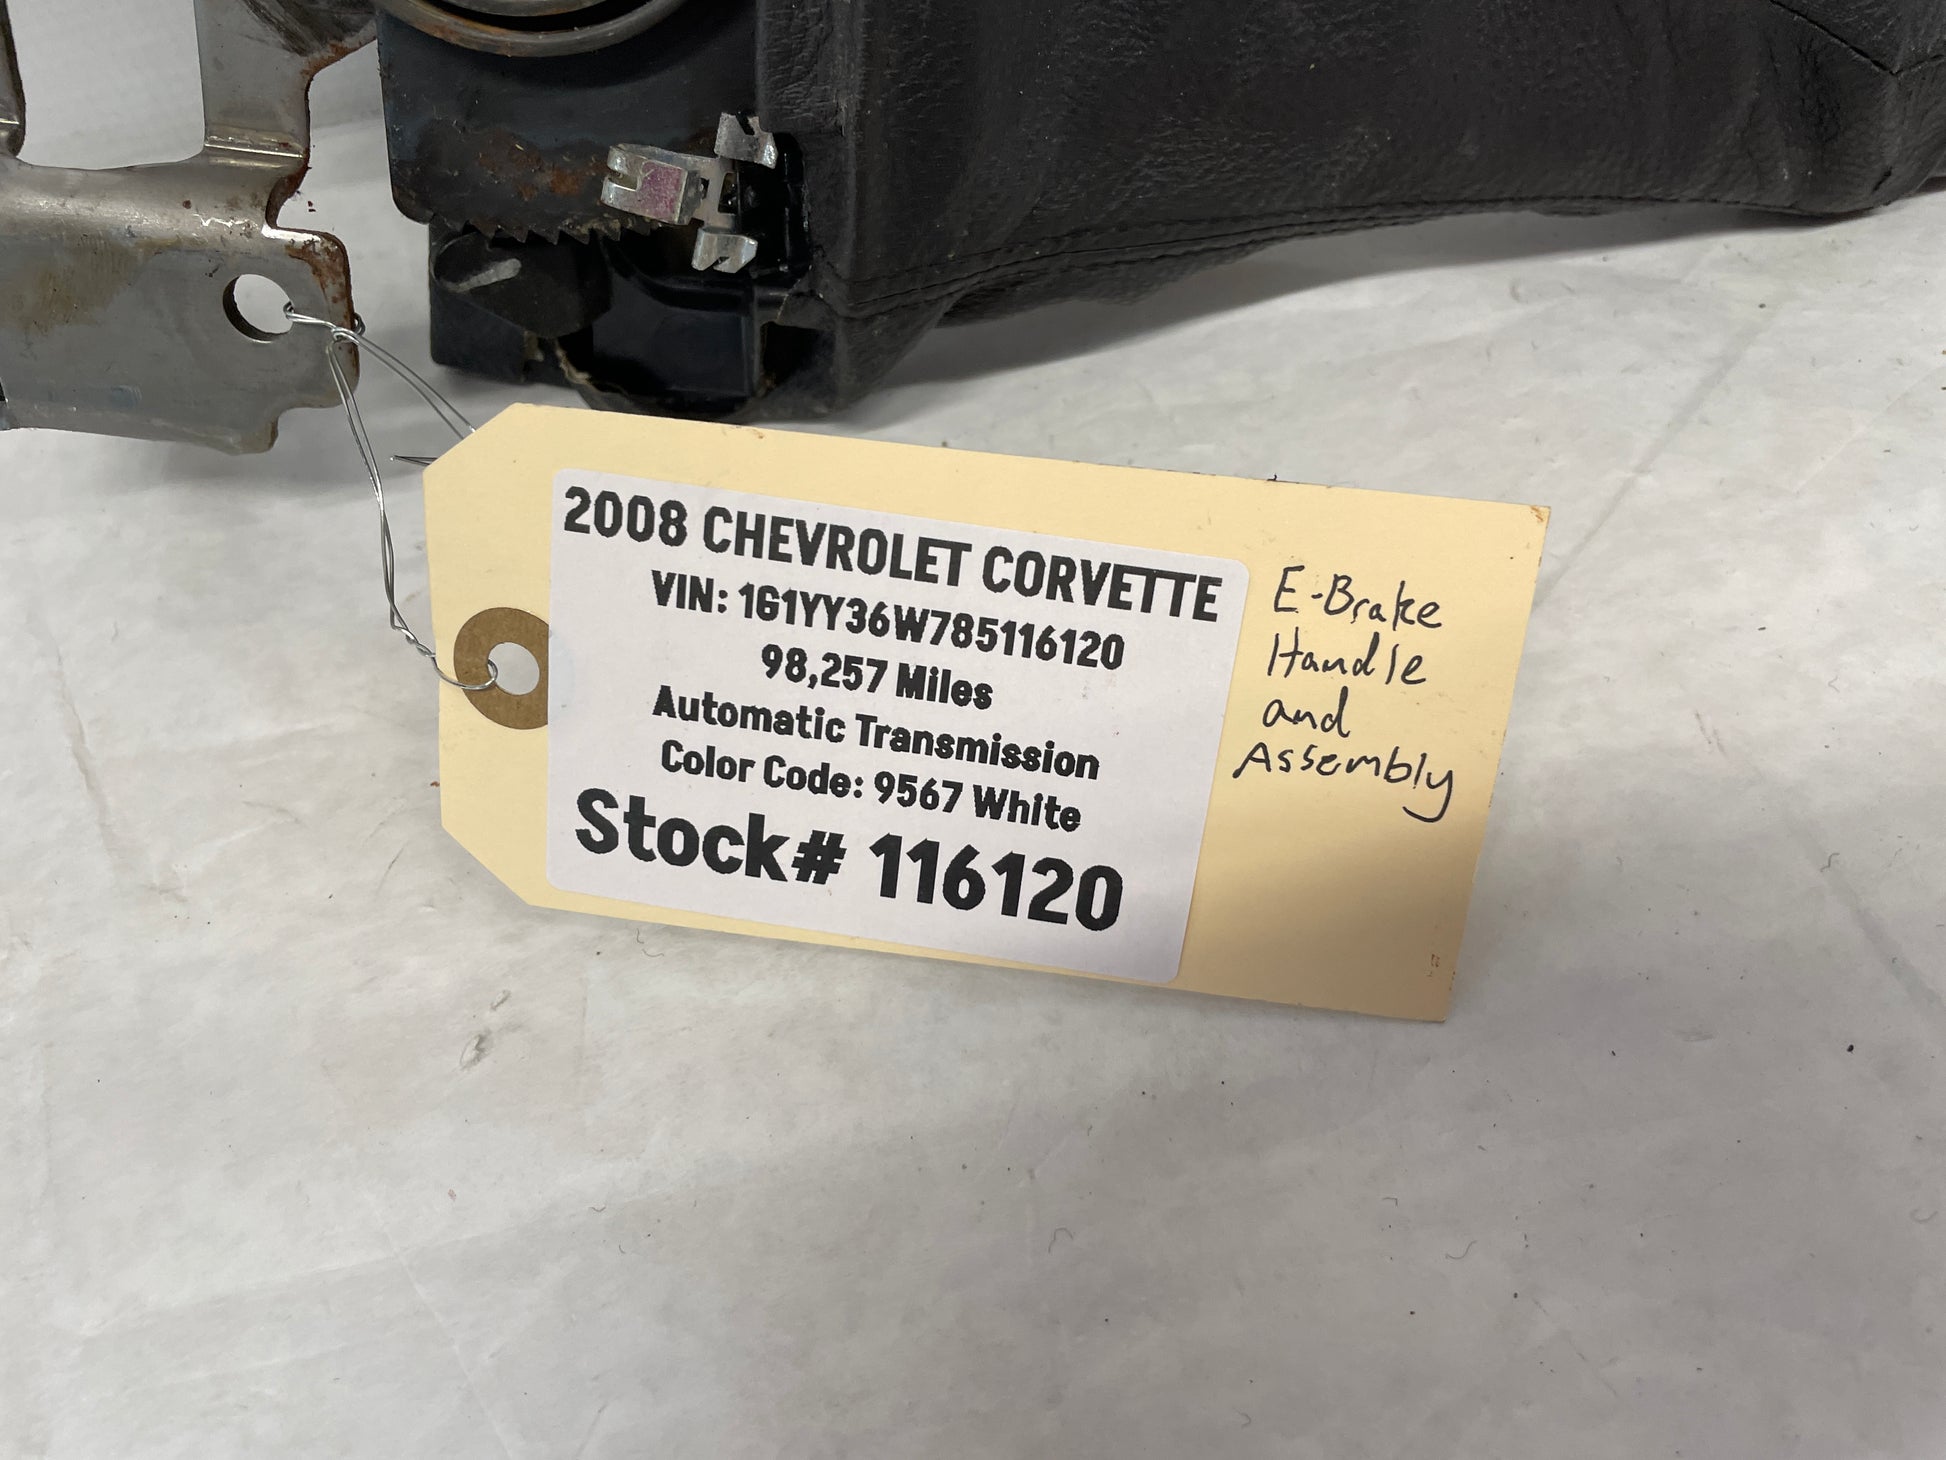 2008 CHEVROLET CORVETTE
VIN: 1G1YY36W785116120
98,257 Miles
Automatic Transmission
Color Code: 9567 White
Stock# 116120
E-Brake
Handle
and
Assembly